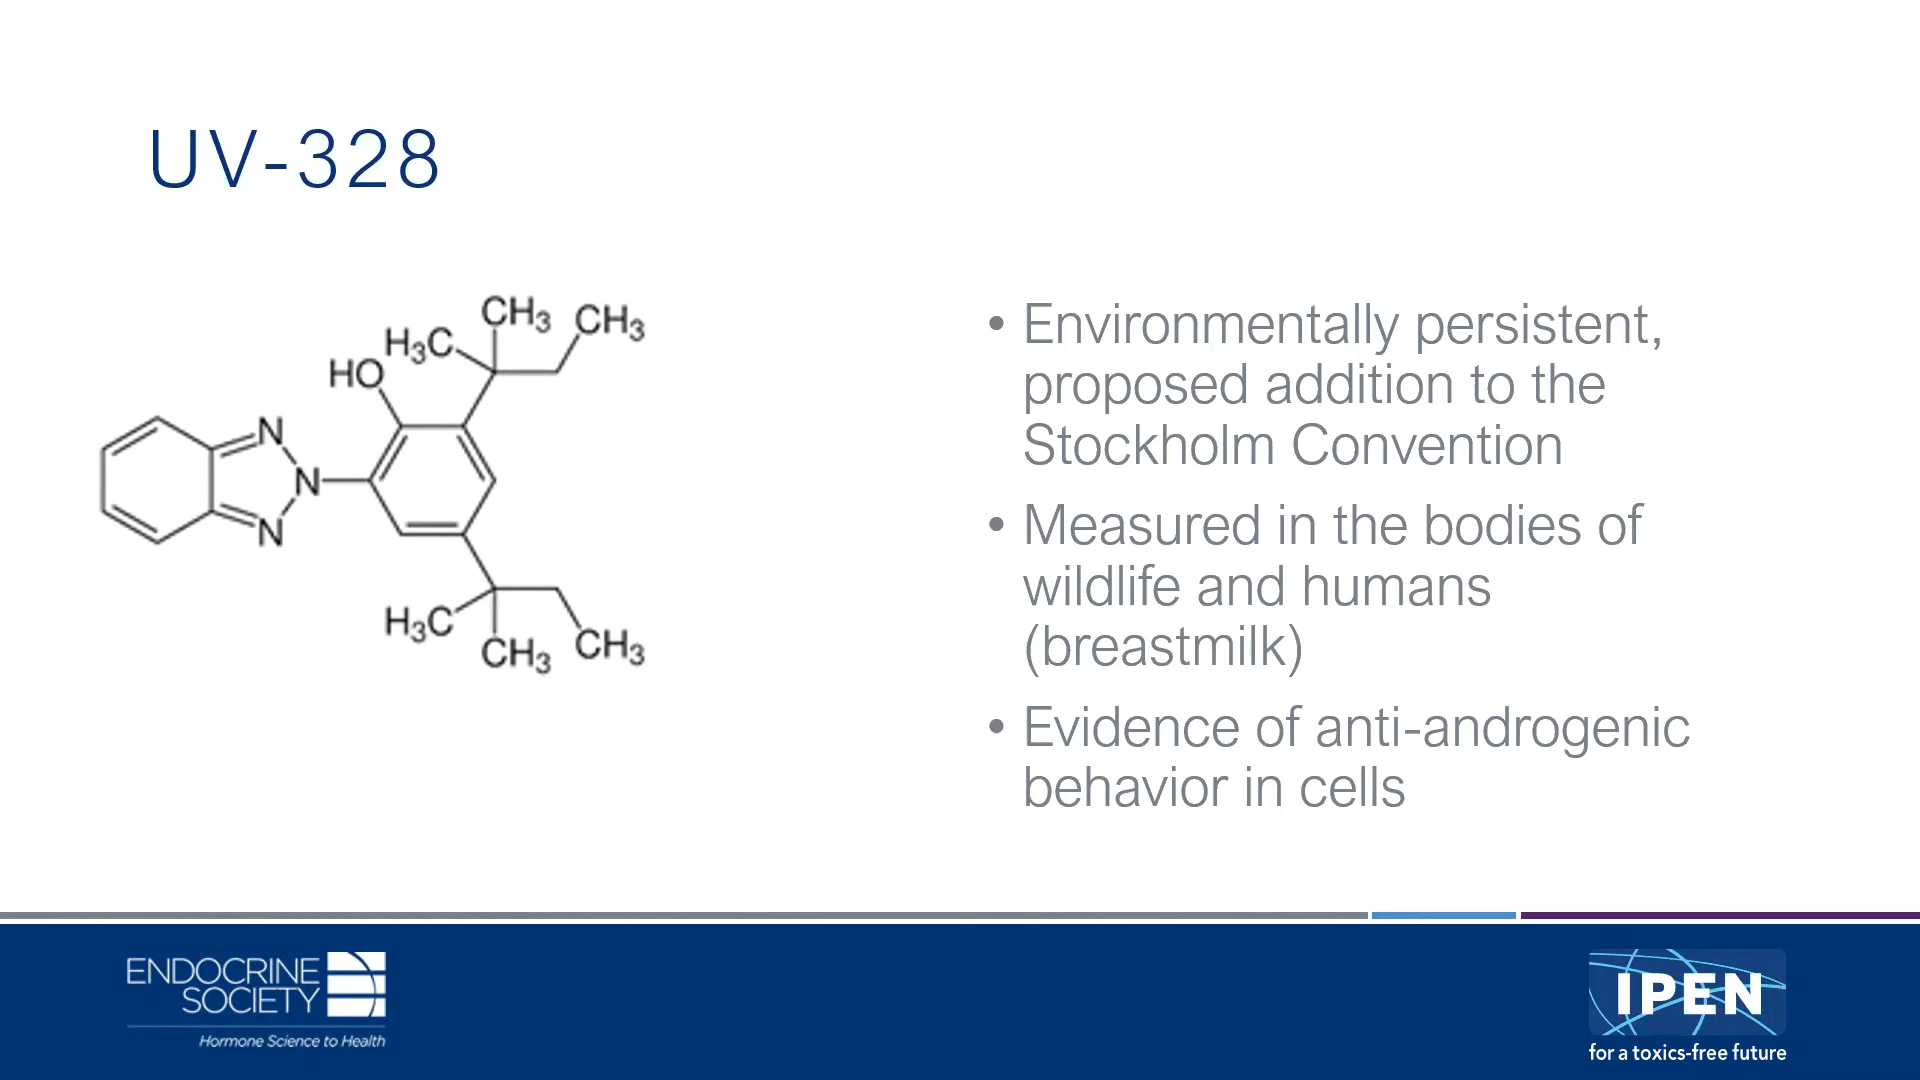 UV-328
CH3
CH3
H3C
HO
N
N
N
H3C
CH3
CH3
• Environmentally persistent,
proposed addition to the
Stockholm Convention
• Measured in the bodies of
wildlife and humans
(breastmilk)
• Evidence of anti-androgenic
behavior in cells
ENDOCRINE
SOCIETY
Hormone Science to Health
IPEN
for a toxics-free future